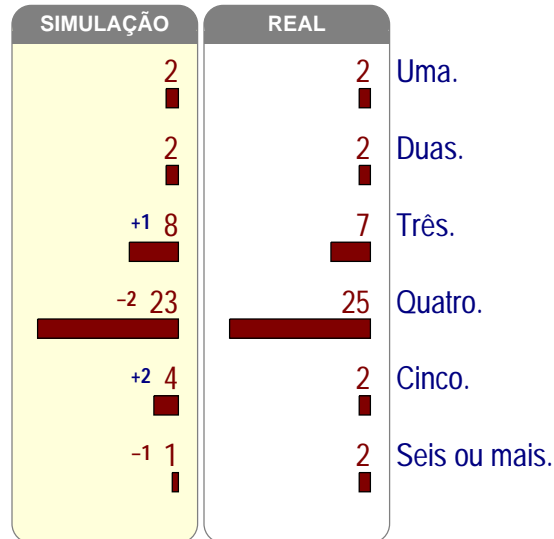 SIMULAÇÃO REAL
2 2 Uma.
2 2 Duas.
+1 8 7 Três.
−2 23 25 Quatro.
+2 4 2 Cinco.
−1 1 2 Seis ou mais.